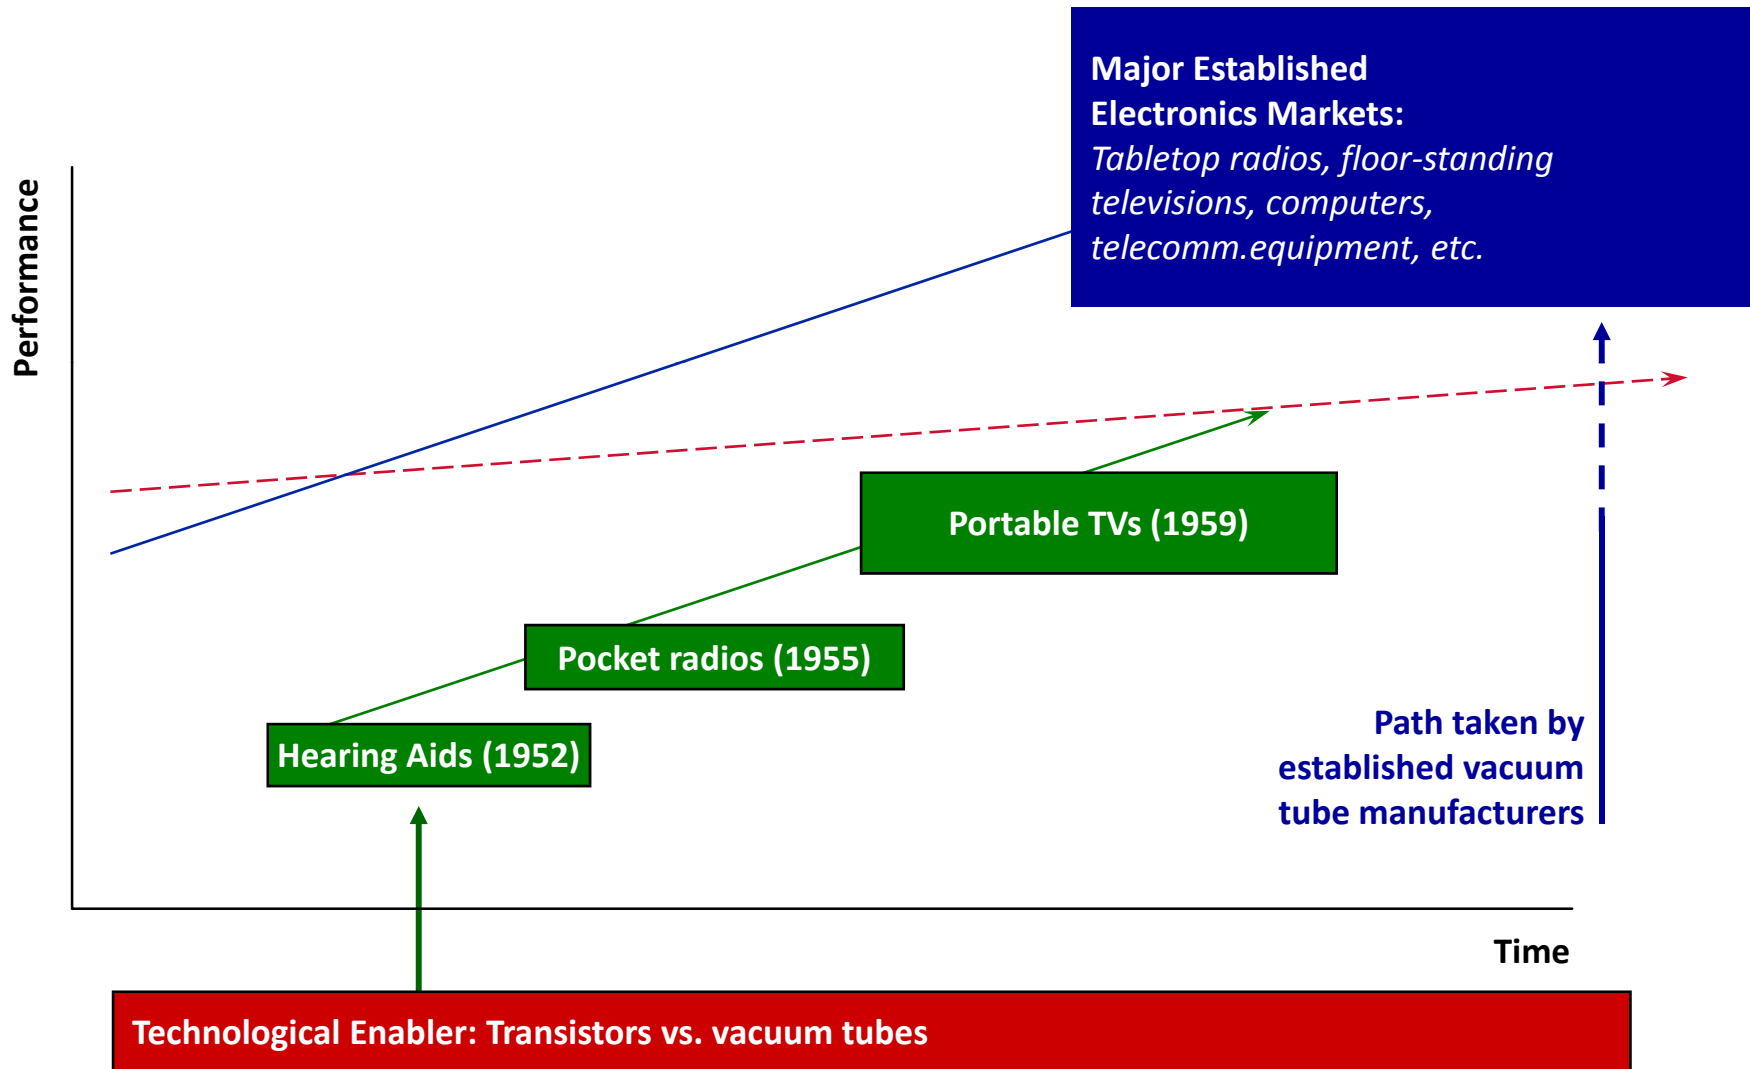 Major Established
Electronics Markets:
Tabletop radios, floor-standing
televisions, computers,
telecomm.equipment, etc.
Performance
Portable TVs (1959)
Pocket radios (1955)
Hearing Aids (1952)
Path taken by
established vacuum
tube manufacturers
Time
Technological Enabler: Transistors vs. vacuum tubes